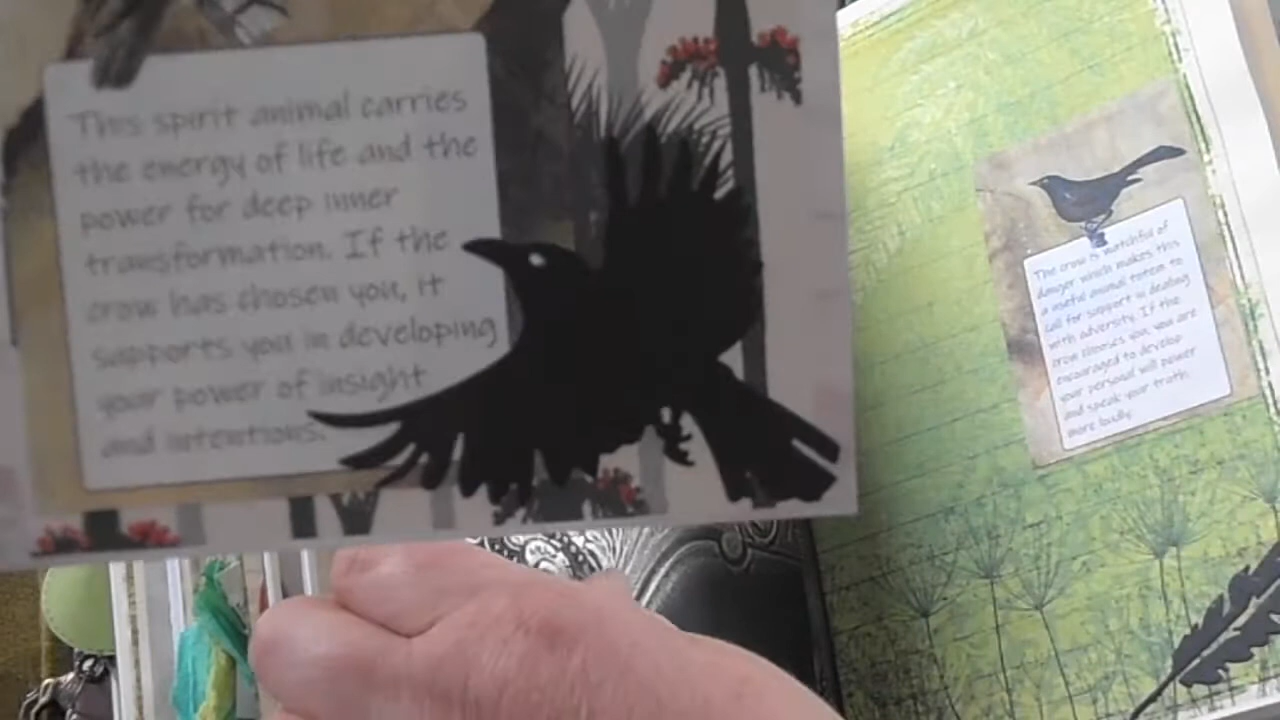 This spirit animal carries
the energy of life and the
power for deep inner
transformation. If the
crow has chosen you, it
supports you in developing
your power of insight
and intentions.
The crow is watchful of
danger which makes this
a useful animal totem to
call for support in dealing
with adversity. If the
crow chooses you, you are
encouraged to develop
your personal will power
and speak your truth
more loudly.